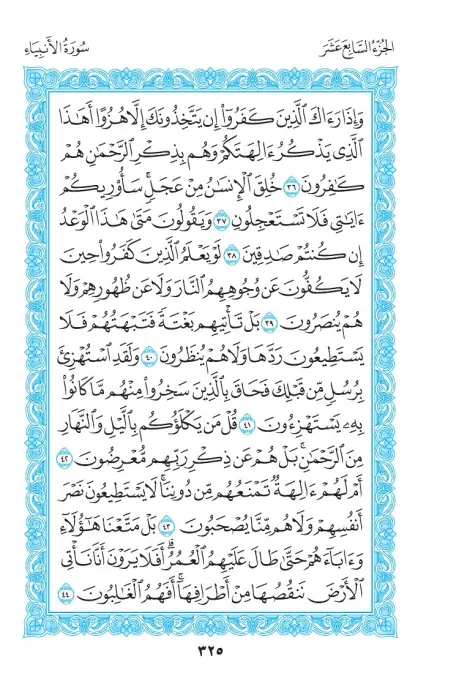 الجزء السابع عشر
سورة الأنبياء
وَإِذَا رَءَاكَ ٱلَّذِينَ كَفَرُوٓا۟ إِن يَتَّخِذُونَكَ إِلَّا هُزُوًا أَهَٰذَا
ٱلَّذِى يَذْكُرُ ءَالِهَتَكُمْ وَهُم بِذِكْرِ ٱلرَّحْمَٰنِ هُمْ
كَٰفِرُونَ ٣٦ خُلِقَ ٱلْإِنسَٰنُ مِنْ عَجَلٍ سَأُو۟رِيكُمْ
ءَايَٰتِى فَلَا تَسْتَعْجِلُونِ ٣٧ وَيَقُولُونَ مَتَىٰ هَٰذَا ٱلْوَعْدُ
إِن كُنتُمْ صَٰدِقِينَ ٣٨ لَوْ يَعْلَمُ ٱلَّذِينَ كَفَرُوا۟ حِينَ
لَا يَكُفُّونَ عَن وُجُوهِهِمُ ٱلنَّارَ وَلَا عَن ظُهُورِهِمْ وَلَا
هُمْ يُنصَرُونَ ٣٩ بَلْ تَأْتِيهِم بَغْتَةً فَتَبْهَتُهُمْ فَلَا
يَسْتَطِيعُونَ رَدَّهَا وَلَا هُمْ يُنظَرُونَ ٤٠ وَلَقَدِ ٱسْتُهْزِئَ
بِرُسُلٍ مِّن قَبْلِكَ فَحَاقَ بِٱلَّذِينَ سَخِرُوا۟ مِنْهُم مَّا كَانُوا۟
بِهِۦ يَسْتَهْزِءُونَ ٤١ قُلْ مَن يَكْلَؤُكُم بِٱلَّيْلِ وَٱلنَّهَارِ
مِنَ ٱلرَّحْمَٰنِ ۗ بَلْ هُمْ عَن ذِكْرِ رَبِّهِم مُّعْرِضُونَ ٤٢
أَمْ لَهُمْ ءَالِهَةٌ تَمْنَعُهُم مِّن دُونِنَا ۚ لَا يَسْتَطِيعُونَ نَصْرَ
أَنفُسِهِمْ وَلَا هُم مِّنَّا يُصْحَبُونَ ٤٣ بَلْ مَتَّعْنَا هَٰٓؤُلَآءِ
وَءَابَآءَهُمْ حَتَّىٰ طَالَ عَلَيْهِمُ ٱلْعُمُرُ ۗ أَفَلَا يَرَوْنَ أَنَّا نَأْتِى
ٱلْأَرْضَ نَنقُصُهَا مِنْ أَطْرَافِهَآ ۚ أَفَهُمُ ٱلْغَٰلِبُونَ ٤٤
٣٢٥